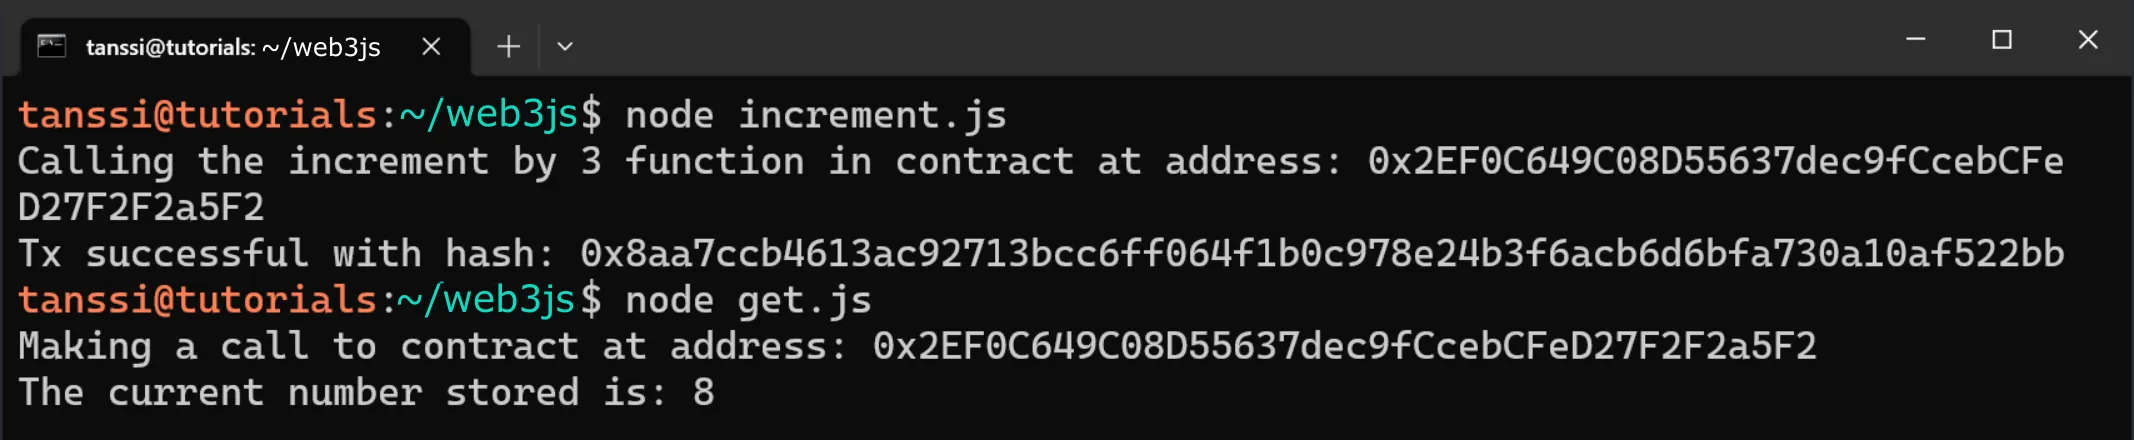 tanssi@tutorials: ~/web3js
tanssi@tutorials:~/web3js$ node increment.js
Calling the increment by 3 function in contract at address: 0x2EF0C649C08D55637dec9fCcebCFe
D27F2F2a5F2
Tx successful with hash: 0x8aa7ccb4613ac92713bcc6ff064f1b0c978e24b3f6acb6d6bfa730a10af522bb
tanssi@tutorials:~/web3js$ node get.js
Making a call to contract at address: 0x2EF0C649C08D55637dec9fCcebCFeD27F2F2a5F2
The current number stored is: 8